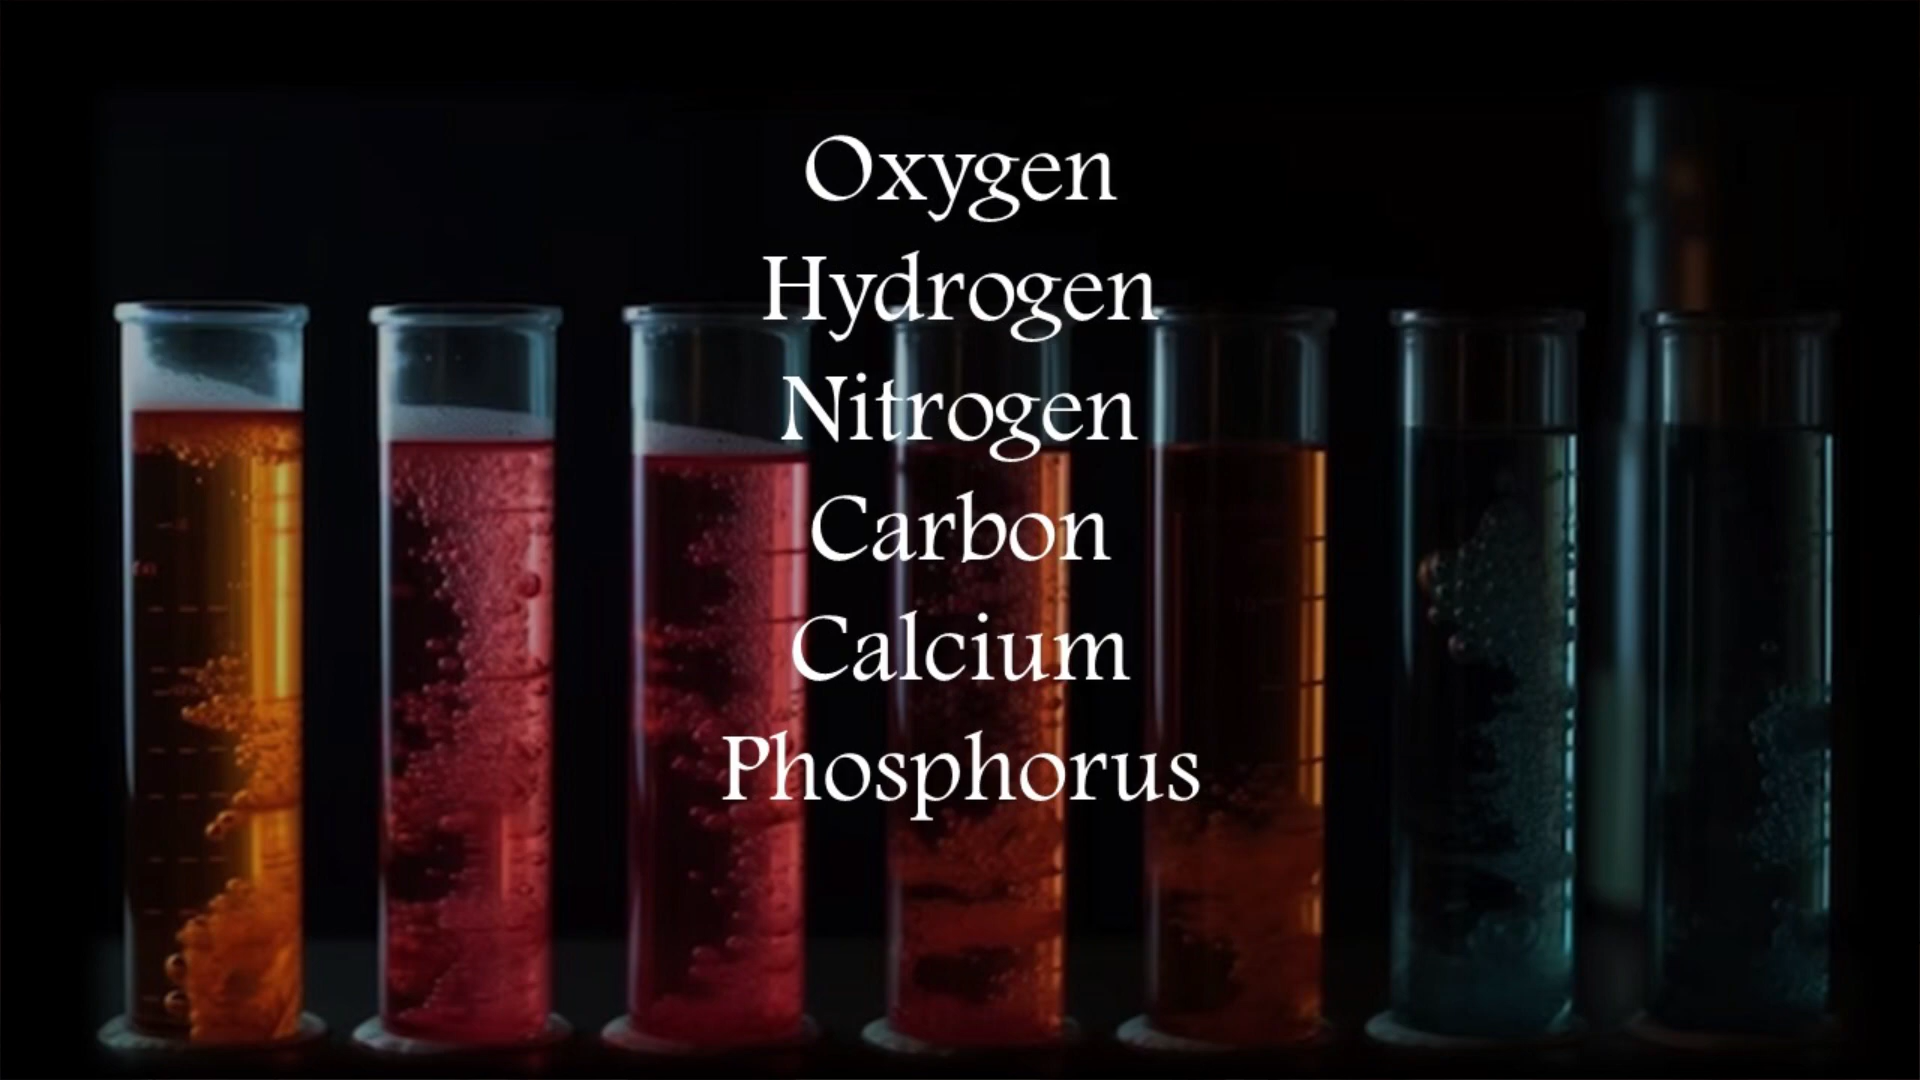 Oxygen
Hydrogen
Nitrogen
Carbon
Calcium
Phosphorus